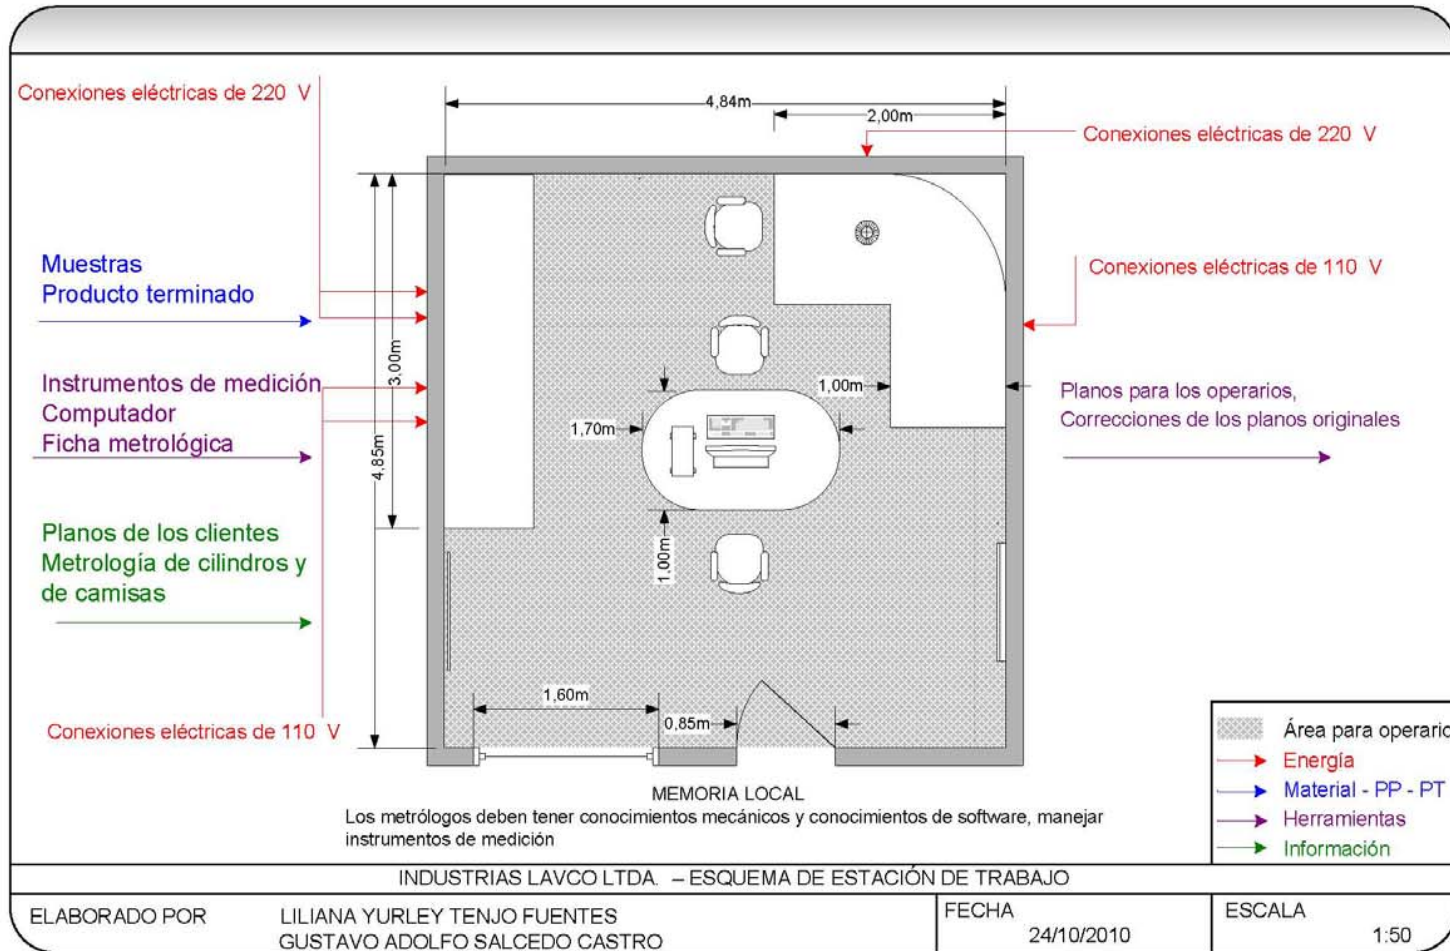 Conexiones eléctricas de 220 V
4,84m
2,00m
Conexiones eléctricas de 220 V
Muestras
Producto terminado
Conexiones eléctricas de 110 V
3,00m
Instrumentos de medición
Computador
Ficha metrológica
1,00m
Planos para los operarios,
Correcciones de los planos originales
1,70m
4,85m
Planos de los clientes
Metrología de cilindros y
de camisas
1,00m
1,60m
0,85m
Conexiones eléctricas de 110 V
Área para operario
Energía
Material - PP - PT
Herramientas
Información
MEMORIA LOCAL
Los metrólogos deben tener conocimientos mecánicos y conocimientos de software, manejar
instrumentos de medición
INDUSTRIAS LAVCO LTDA. – ESQUEMA DE ESTACIÓN DE TRABAJO
ELABORADO POR
LILIANA YURLEY TENJO FUENTES
GUSTAVO ADOLFO SALCEDO CASTRO
FECHA
24/10/2010
ESCALA
1:50